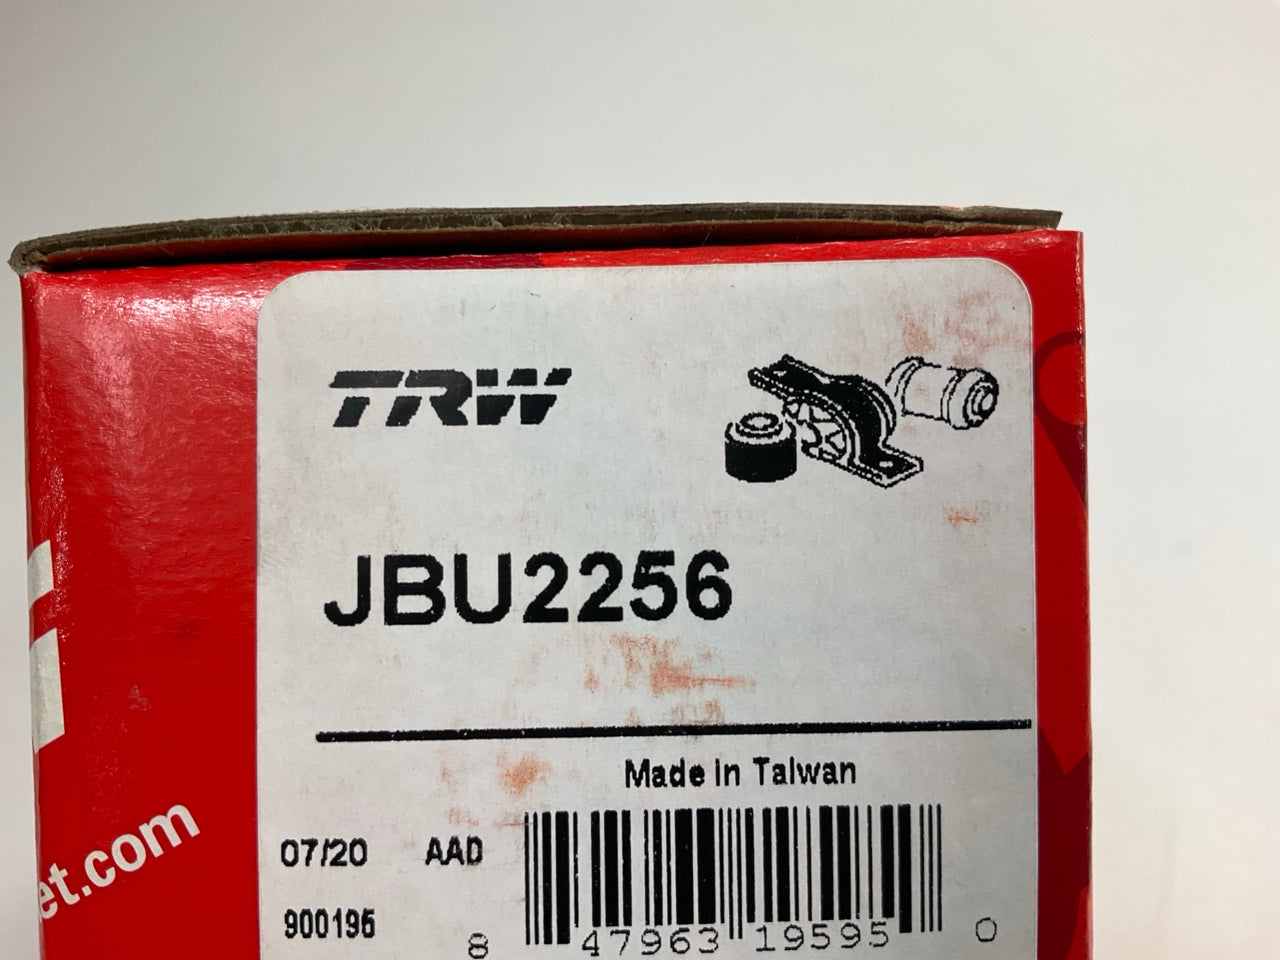 TRW
JBU2256
Made In Taiwan
07/20 AAD
900195
8 47963 19595 0
et.com